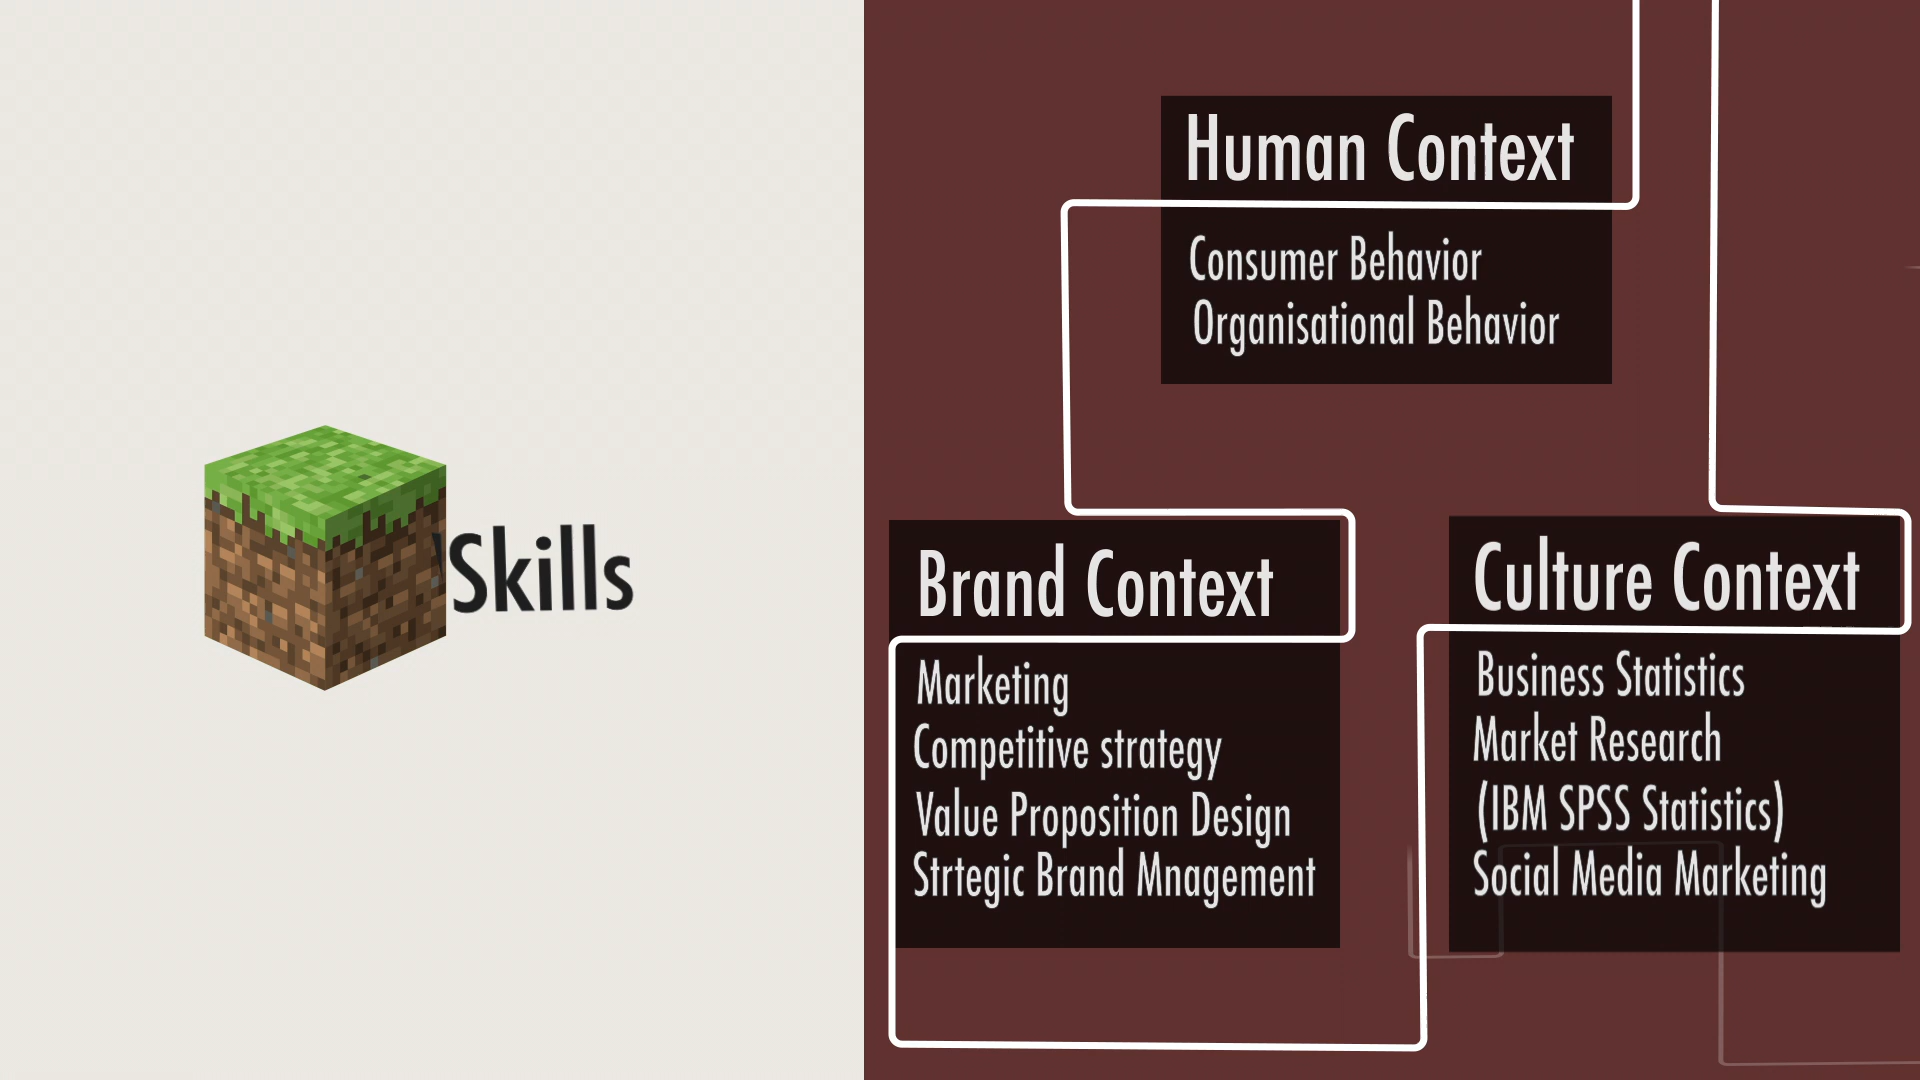 Skills
Human Context
Consumer Behavior
Organisational Behavior
Brand Context
Marketing
Competitive strategy
Value Proposition Design
Strtegic Brand Mnagement
Culture Context
Business Statistics
Market Research
(IBM SPSS Statistics)
Social Media Marketing